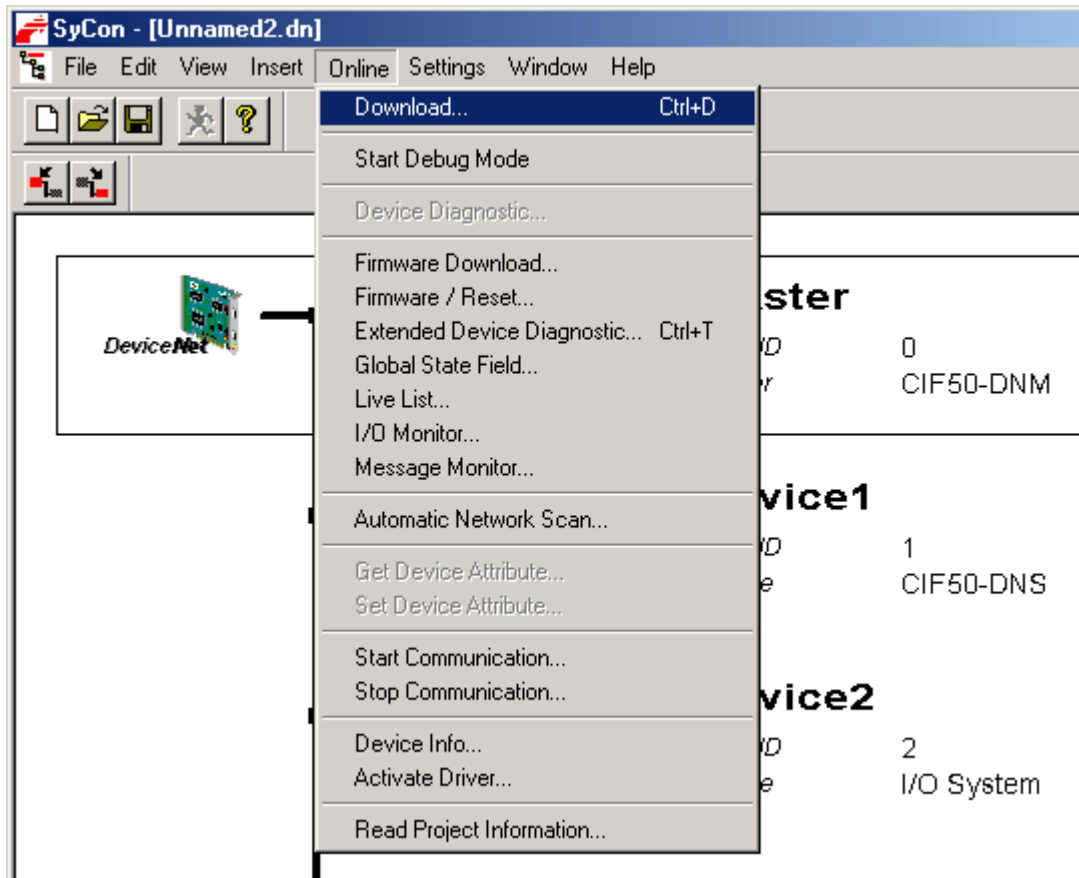 SyCon - [Unnamed2.dn]
File Edit View Insert Online Settings Window Help
Download... Ctrl+D
Start Debug Mode
Device Diagnostic...
Firmware Download...
Firmware / Reset...
Extended Device Diagnostic... Ctrl+T
Global State Field...
Live List...
I/O Monitor...
Message Monitor...
Automatic Network Scan...
Get Device Attribute...
Set Device Attribute...
Start Communication...
Stop Communication...
Device Info...
Activate Driver...
Read Project Information...
DeviceNet
ster
ID 0
r CIF50-DNM
vice1
ID 1
e CIF50-DNS
vice2
ID 2
e I/O System